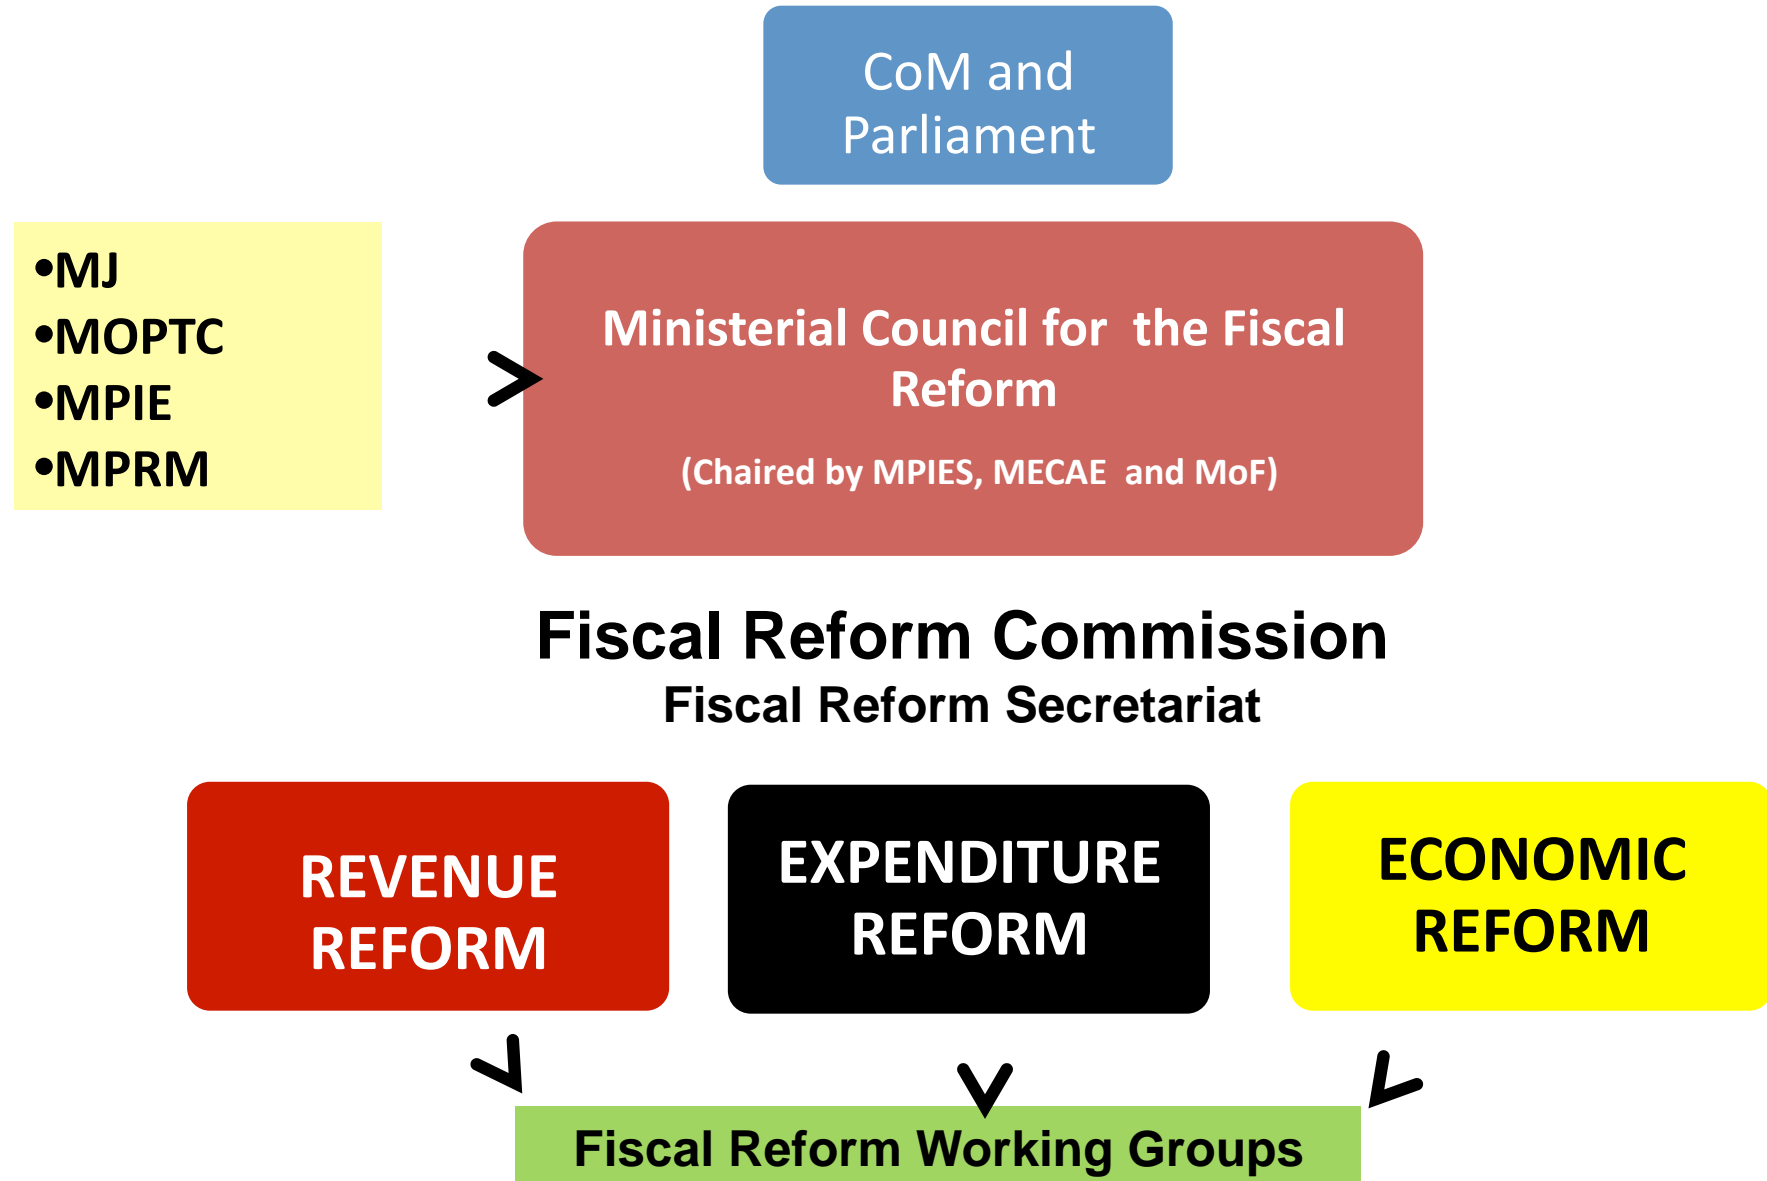 CoM and
Parliament
•MJ
•MOPTC
•MPIE
•MPRM
Ministerial Council for the Fiscal
Reform
(Chaired by MPIES, MECAE and MoF)
Fiscal Reform Commission
Fiscal Reform Secretariat
REVENUE
REFORM
EXPENDITURE
REFORM
ECONOMIC
REFORM
Fiscal Reform Working Groups